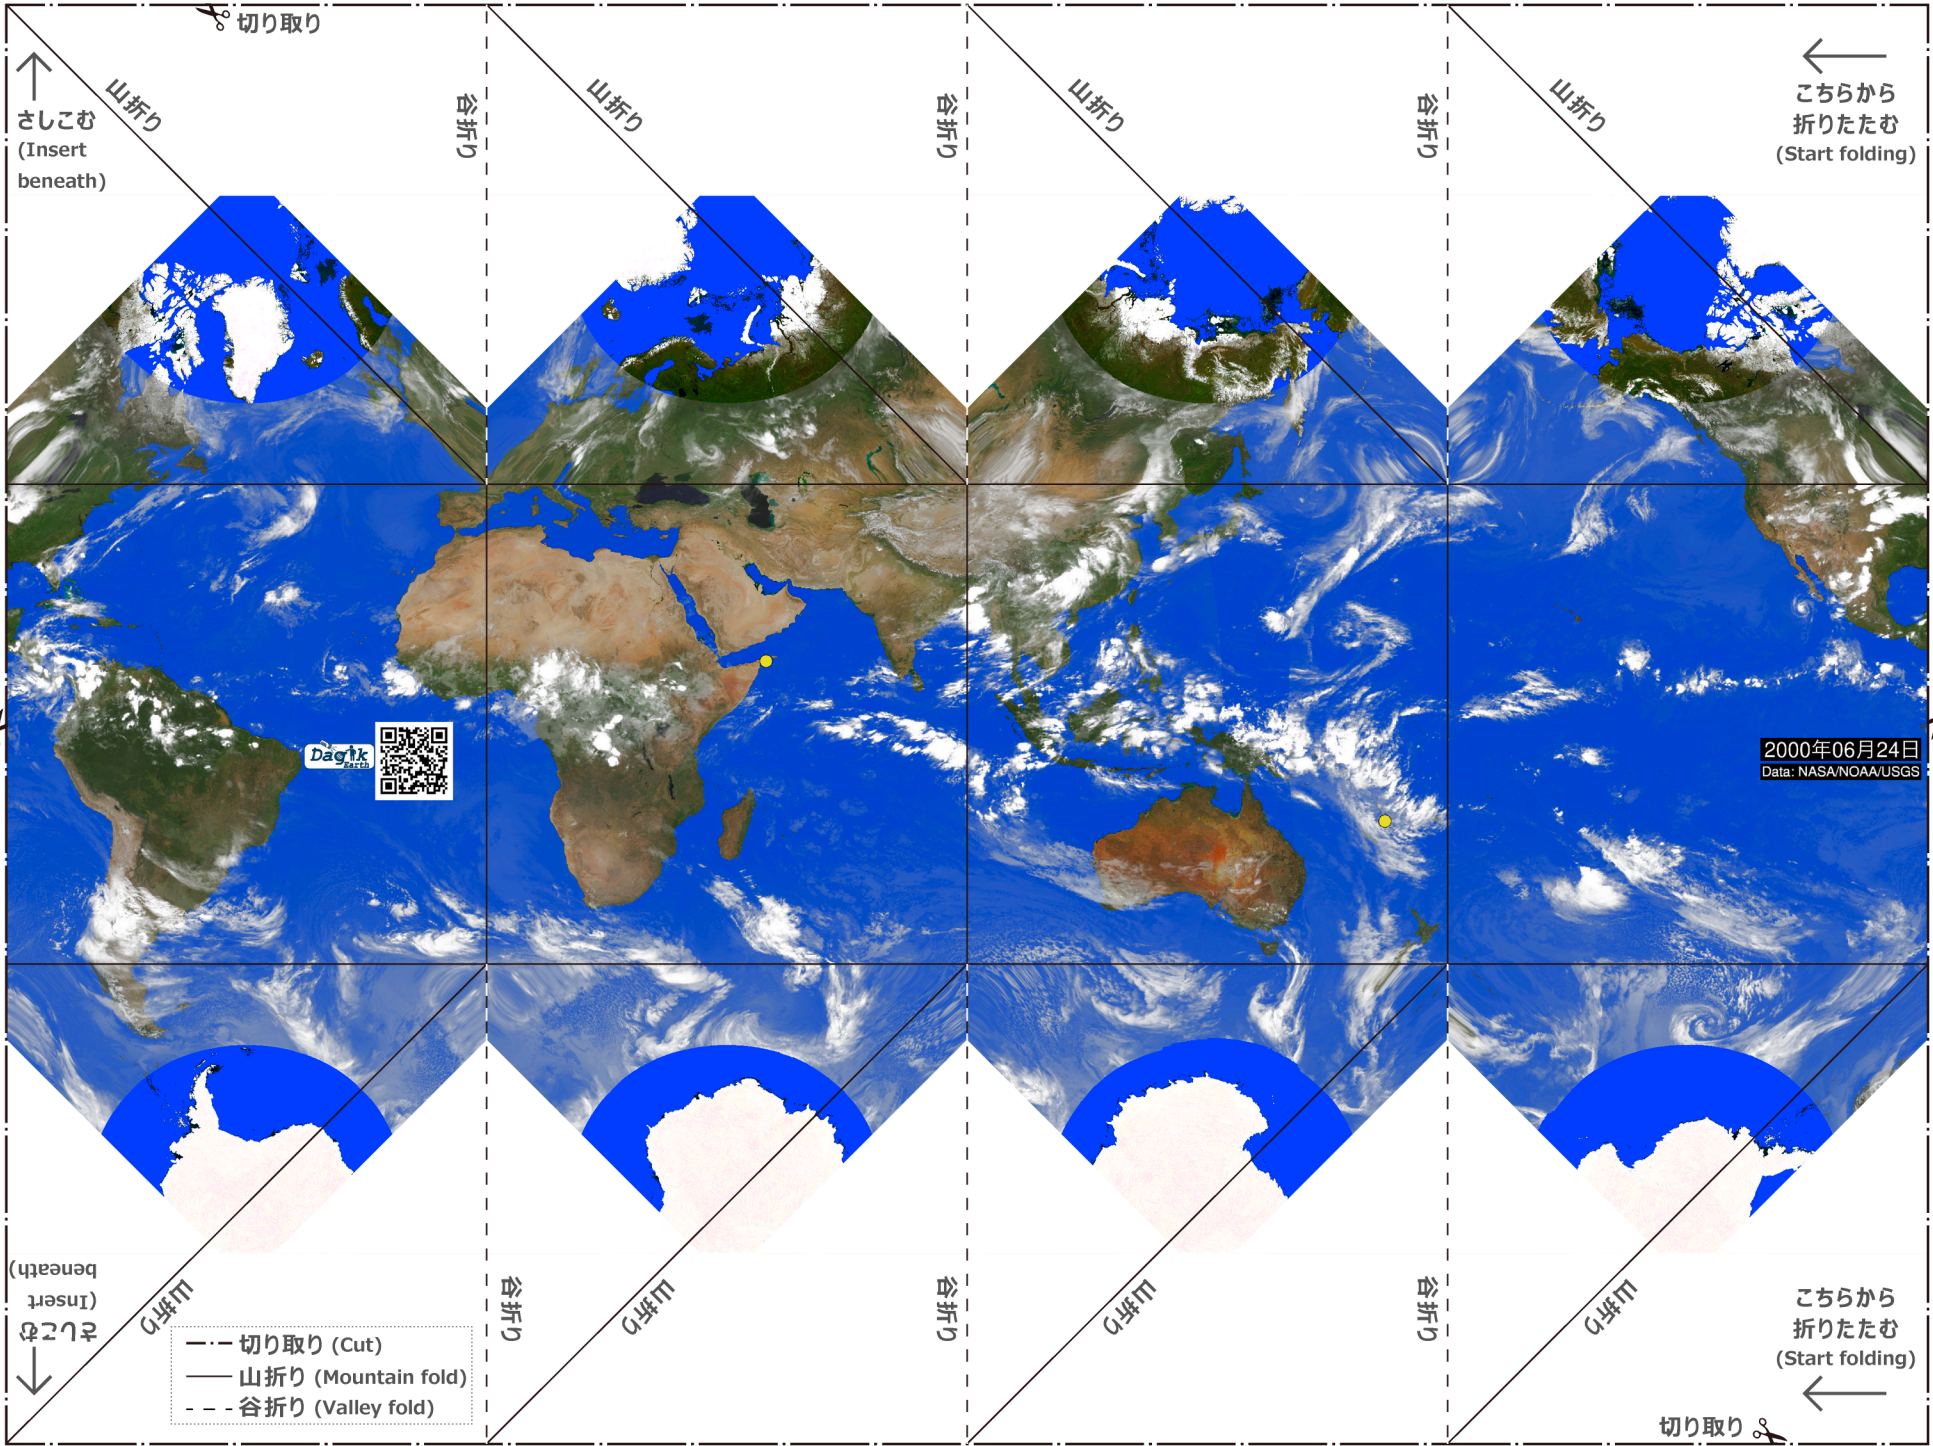 切り取り
さしこむ
(Insert
beneath)
山折り
谷折り
山折り
谷折り
山折り
谷折り
山折り
こちらから
折りたたむ
(Start folding)
Dagik
Earth
2000年06月24日
Data: NASA/NOAA/USGS
さしこむ
(Insert
beneath)
山折り
谷折り
山折り
谷折り
山折り
谷折り
山折り
こちらから
折りたたむ
(Start folding)
切り取り (Cut)
山折り (Mountain fold)
谷折り (Valley fold)
切り取り